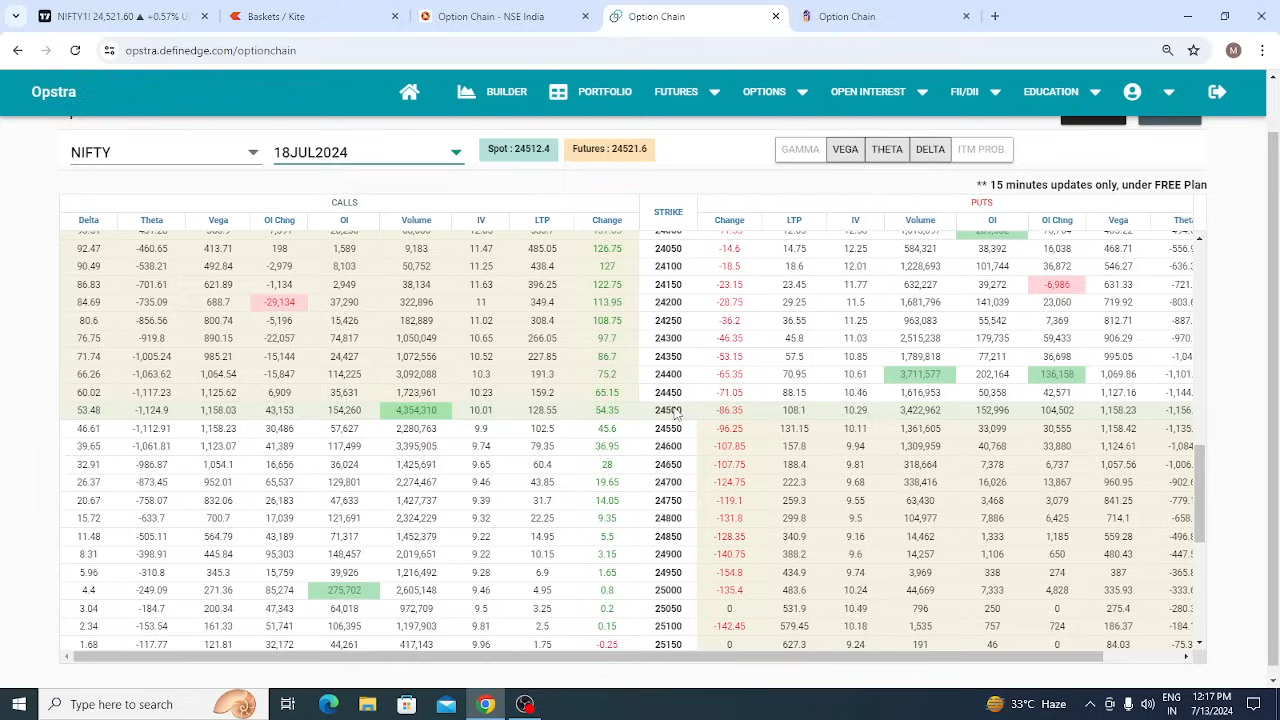 24,521.60 ▲ +0.75% U
Option Chain
opstra.definedge.com/optionchain
M
Opstra BUILDER PORTFOLIO FUTURES OPTIONS OPEN INTEREST FII/DII EDUCATION
NIFTY 18JUL2024 Spot : 24512.4 Futures : 24521.6 GAMMA VEGA THETA DELTA ITM PROB.
** 15 minutes updates only, under FREE Plan
CALLS STRIKE PUTS
Delta Theta Vega OI Chng OI Volume IV LTP Change Change LTP IV Volume OI OI Chng Vega Theta
92.47 -460.65 413.71 198 1,589 9,183 11.47 485.05 126.75 24050 -14.6 14.75 12.25 584,321 38,392 16,038 468.71 -556.9
90.49 -538.21 492.84 -2,979 8,103 50,752 11.25 438.4 127 24100 -18.5 18.6 12.01 1,228,693 101,744 36,872 546.27 -636.3
86.83 -701.61 621.89 -1,134 2,949 38,134 11.63 396.25 122.75 24150 -23.15 23.45 11.77 632,227 39,272 -6,986 631.33 -721.
84.69 -735.09 688.7 -29,134 37,290 322,896 11 349.4 113.95 24200 -28.75 29.25 11.5 1,681,796 141,039 23,060 719.92 -803.6
80.6 -856.56 800.74 -5,196 15,426 182,889 11.02 308.4 108.75 24250 -36.2 36.55 11.25 963,083 55,542 7,369 812.71 -887.
76.75 -919.8 890.15 -22,057 74,817 1,050,049 10.65 266.05 97.7 24300 -46.35 45.8 11.03 2,515,238 179,735 59,433 906.29 -970.
71.74 -1,005.24 985.21 -15,144 24,427 1,072,556 10.52 227.85 86.7 24350 -53.15 57.5 10.85 1,789,818 77,211 36,698 995.05 -1,04
66.26 -1,063.62 1,064.54 -15,847 114,225 3,092,088 10.3 191.3 75.2 24400 -65.35 70.95 10.61 3,711,577 202,164 136,158 1,069.86 -1,101.
60.02 -1,117.23 1,125.62 6,909 35,631 1,723,961 10.23 159.2 65.15 24450 -71.05 88.15 10.46 1,616,953 50,358 42,571 1,127.16 -1,144.
53.48 -1,124.9 1,158.03 43,153 154,260 4,354,310 10.01 128.55 54.35 24500 -86.35 108.1 10.29 3,422,962 152,996 104,502 1,158.23 -1,156.
46.61 -1,112.91 1,158.23 30,486 57,627 2,280,763 9.9 102.5 45.6 24550 -96.25 131.15 10.11 1,361,605 33,099 30,555 1,158.42 -1,135.
39.65 -1,061.81 1,123.07 41,389 117,499 3,395,905 9.74 79.35 36.95 24600 -107.85 157.8 9.94 1,309,959 40,768 33,880 1,124.61 -1,084
32.91 -986.87 1,054.1 16,656 36,024 1,425,691 9.65 60.4 28 24650 -107.75 188.4 9.81 318,664 7,378 6,737 1,057.56 -1,006.
26.37 -873.45 952.01 65,537 129,801 2,274,467 9.46 43.85 19.65 24700 -124.75 222.3 9.68 338,416 16,026 13,867 960.95 -902.
20.67 -758.07 832.06 26,183 47,633 1,427,737 9.39 31.7 14.05 24750 -119.1 259.3 9.55 63,430 3,468 3,079 841.25 -779.
15.72 -633.7 700.7 17,039 121,691 2,324,229 9.32 22.25 9.35 24800 -131.8 299.8 9.5 104,977 7,886 6,425 714.1 -658.
11.48 -505.11 564.79 43,189 71,317 1,452,379 9.22 14.95 5.5 24850 -128.35 340.9 9.16 14,462 1,333 1,185 559.28 -496.
8.31 -398.91 445.84 95,303 148,457 2,019,651 9.22 10.15 3.15 24900 -140.75 388.2 9.6 14,257 1,106 650 480.43 -447.
5.96 -310.8 345.3 15,759 39,926 1,216,492 9.28 6.9 1.65 24950 -154.8 434.9 9.74 3,969 338 274 387 -365.
4.4 -249.09 271.36 85,274 275,702 2,605,148 9.46 4.95 0.8 25000 -135.4 483.6 10.24 44,669 7,333 4,828 335.93 -333.
3.04 -184.7 200.34 47,343 64,018 972,709 9.5 3.25 0.2 25050 0 531.9 10.49 796 250 0 275.4 -280.
2.34 -153.54 161.33 51,741 106,395 1,197,903 9.81 2.5 0.15 25100 -142.45 579.45 10.18 1,535 757 724 186.37 -184.
1.68 -117.77 121.81 32,172 44,261 417,143 9.96 1.75 -0.25 25150 0 627.3 9.24 191 46 0 113.94 -75.3
Type here to search 33°C Haze ENG 12:17 PM
IN 7/13/2024